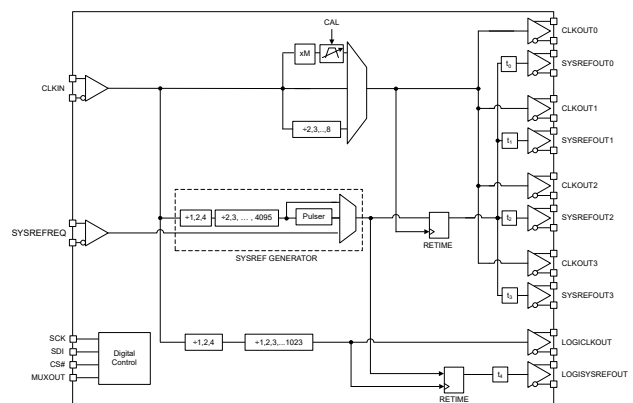 CAL
CLKOUT0
xM
t0
SYSREFOUT0
CLKIN
CLKOUT1
÷2,3,..,8
t1
SYSREFOUT1
CLKOUT2
÷1,2,4
÷2,3, ... , 4095
Pulser
t2
SYSREFOUT2
SYSREFREQ
SYSREF GENERATOR
RETIME
CLKOUT3
t3
SYSREFOUT3
SCK
SDI
CS#
MUXOUT
Digital
Control
÷1,2,4
÷1,2,3,...1023
LOGICLKOUT
t4
LOGISYSREFOUT
RETIME